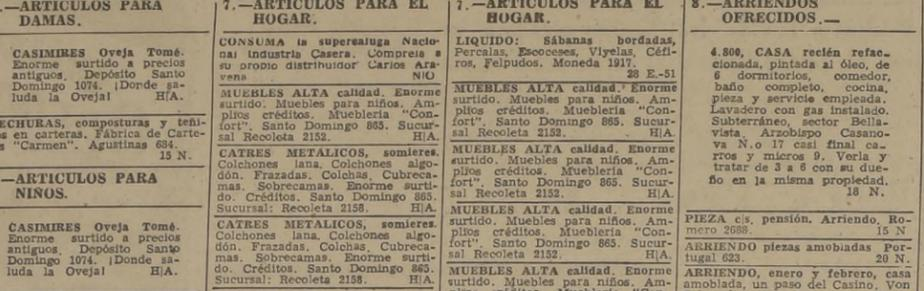 .—ARTICULOS PARA
DAMAS.
CASIMIRES Oveja Tomé.
Enorme surtido a precios
antiguos. Depósito Santo
Domingo 1074. ¡Donde sa-
luda la Oveja! H|A.
ECHURAS, composturas y teñi-
s en carteras. Fábrica de Carte-
s "Carmen". Agustinas 684.
15 N.
—ARTICULOS PARA
NIÑOS.
CASIMIRES Oveja Tomé.
Enorme surtido a precios
antiguos. Depósito Santo
Domingo 1074. ¡Donde sa-
luda la Oveja! H|A.
7.—ARTICULOS PARA EL
HOGAR.
CONSUMA la superealuga Nacio-
nal Industria Casera. Cómprela a
su propio distribuidor Carlos Ara-
vena N|O
MUEBLES ALTA calidad. Enorme
surtido. Muebles para niños. Am-
plios créditos. Mueblería "Con-
fort". Santo Domingo 865. Sucur-
sal Recoleta 2152. H|A.
CATRES METALICOS, somieres.
Colchones lana. Colchones algo-
dón. Frazadas. Colchas, Cubreca-
mas. Sobrecamas. Enorme surti-
do. Créditos. Santo Domingo 865.
Sucursal: Recoleta 2158. H|A.
CATRES METALICOS, somieres.
Colchones lana. Colchones algo-
dón. Frazadas. Colchas, Cubreca-
mas. Sobrecamas. Enorme surti-
do. Créditos. Santo Domingo 865.
Sucursal: Recoleta 2158. H|A.
7.—ARTICULOS PARA EL
HOGAR.
LIQUIDO: Sábanas bordadas,
Percalas, Escoceses, Viyelas, Céfi-
ros, Felpudos. Moneda 1917.
28 E.-51
MUEBLES ALTA calidad. Enorme
surtido. Muebles para niños. Am-
plios créditos. Mueblería "Con-
fort". Santo Domingo 865. Sucur-
sal Recoleta 2152. H|A.
MUEBLES ALTA calidad. Enorme
surtido. Muebles para niños. Am-
plios créditos. Mueblería "Con-
fort". Santo Domingo 865. Sucur-
sal Recoleta 2152. H|A.
MUEBLES ALTA calidad. Enorme
surtido. Muebles para niños. Am-
plios créditos. Mueblería "Con-
fort". Santo Domingo 865. Sucur-
sal Recoleta 2152. H|A.
MUEBLES ALTA calidad. Enorme
surtido. Muebles para niños. Am-
8.—ARRIENDOS
OFRECIDOS.—
4.800, CASA recién refac-
cionada, pintada al óleo, de
6 dormitorios, comedor,
baño completo, cocina,
pieza y servicio empleada.
Lavadero con gas instalado.
Subterráneo, sector Bella-
vista. Arzobispo Casano-
va N.o 17 casi final ca-
rros y micros 9. Verla y
tratar de 3 a 6 con su due-
ño en la misma propiedad.
18 N.
PIEZA c|s. pensión. Arriendo, Ro-
mero 2688. 15 N
ARRIENDO piezas amobladas Por-
tugal 623. 20 N.
ARRIENDO, enero y febrero, casa
amoblada, un paso del Casino. Von